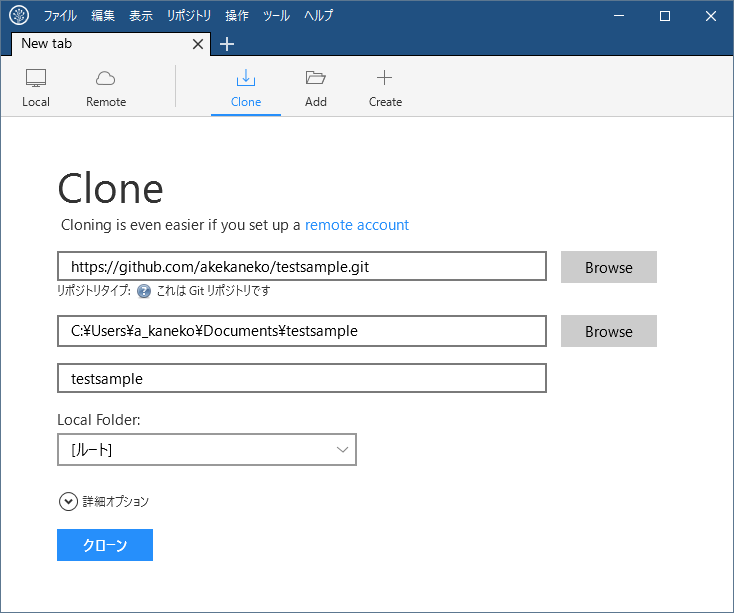 ファイル 編集 表示 リポジトリ 操作 ツール ヘルプ
New tab
Local Remote Clone Add Create
Clone
Cloning is even easier if you set up a remote account
https://github.com/akekaneko/testsample.git Browse
リポジトリタイプ: ? これは Git リポジトリです
C:¥Users¥a_kaneko¥Documents¥testsample Browse
testsample
Local Folder:
[ルート]
詳細オプション
クローン